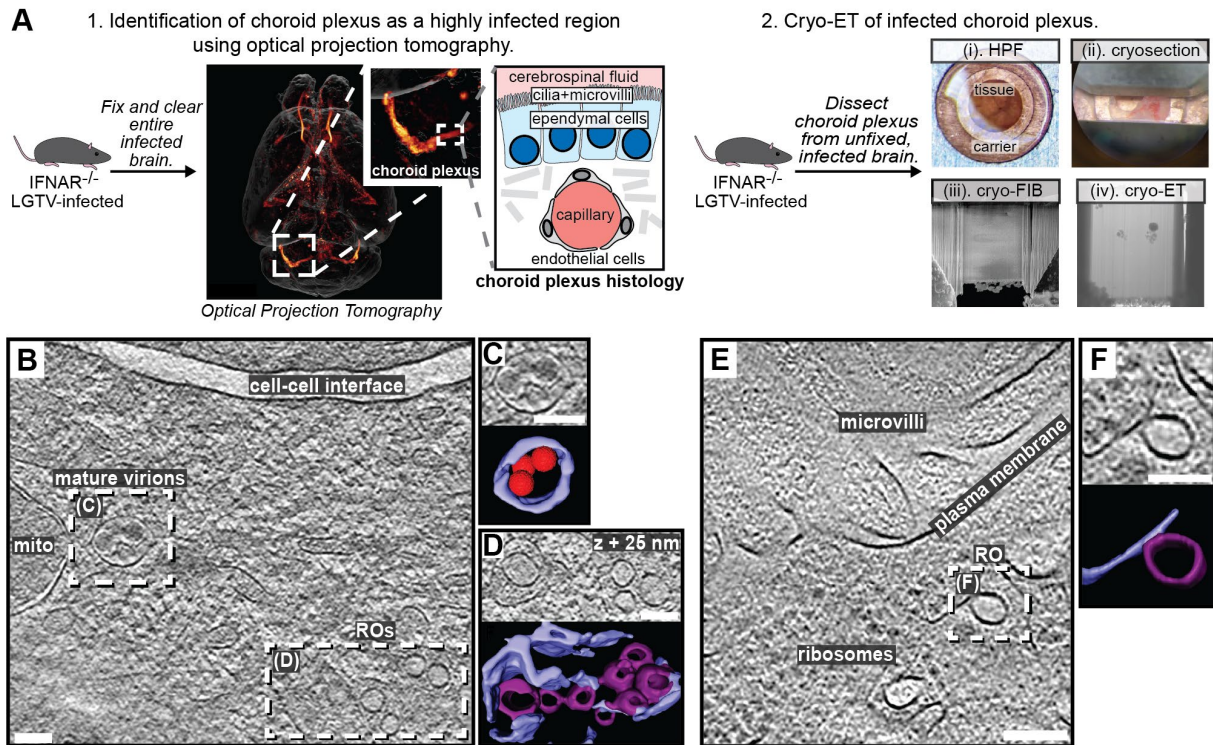 A
1. Identification of choroid plexus as a highly infected region
using optical projection tomography.
Fix and clear
entire
infected
brain.
IFNAR-/-
LGTV-infected
choroid plexus
Optical Projection Tomography
cerebrospinal fluid
cilia+microvilli
ependymal cells
capillary
endothelial cells
choroid plexus histology
2. Cryo-ET of infected choroid plexus.
Dissect
choroid plexus
from unfixed,
infected brain.
IFNAR-/-
LGTV-infected
(i). HPF
tissue
carrier
(ii). cryosection
(iii). cryo-FIB
(iv). cryo-ET
B
cell-cell interface
mature virions
(C)
mito
ROs
(D)
C
D
z + 25 nm
E
microvilli
plasma membrane
RO
(F)
ribosomes
F